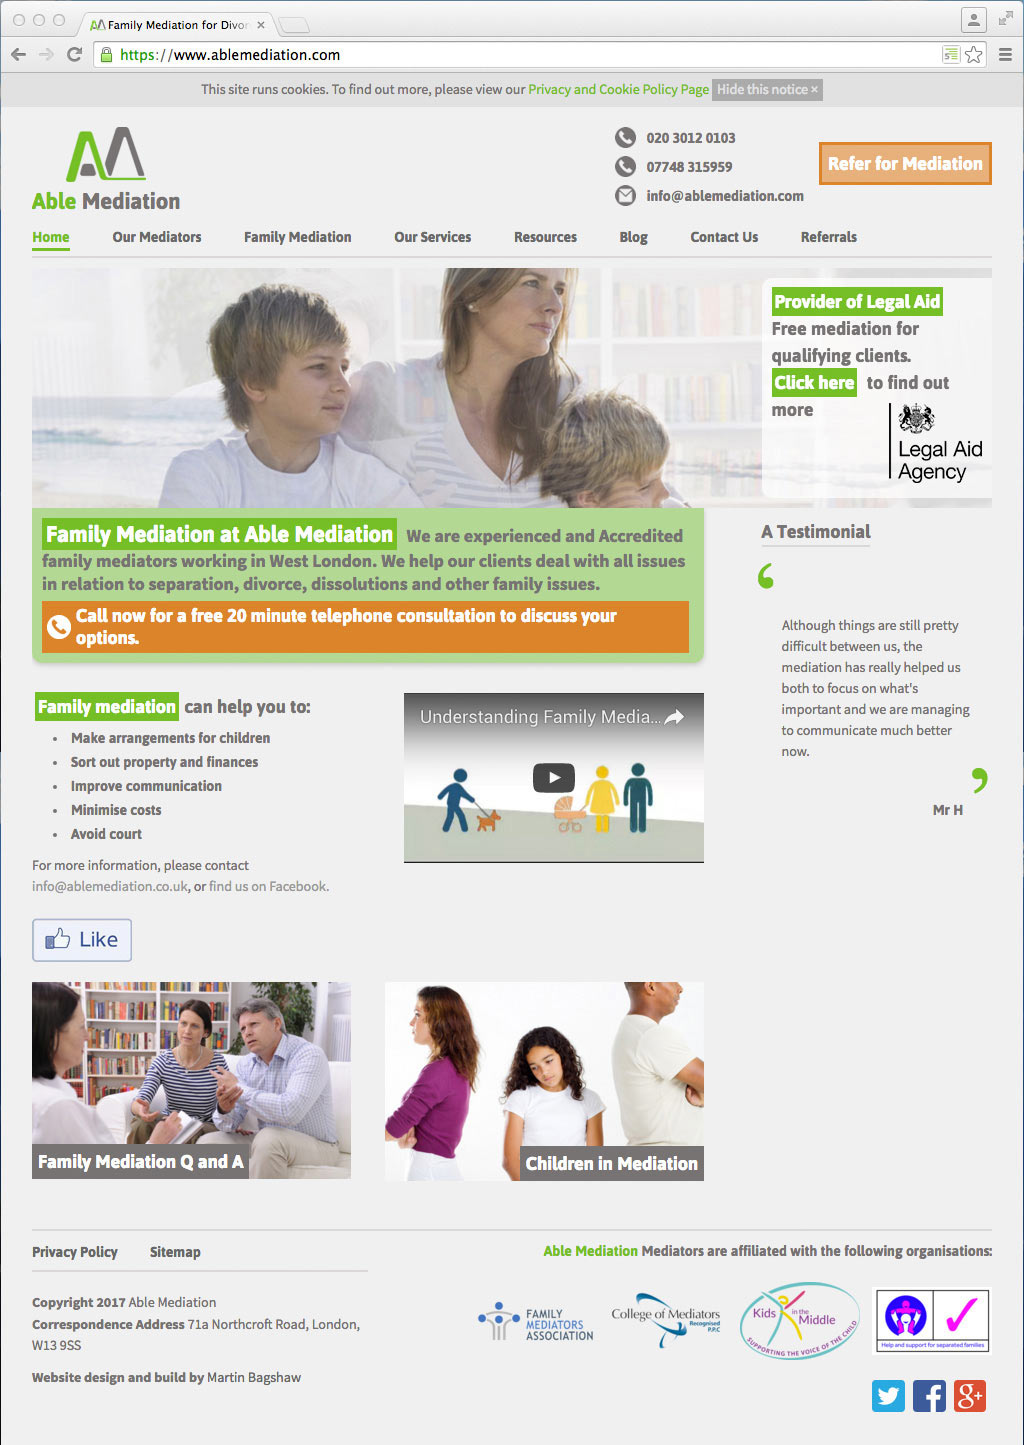 Family Mediation for Divor
https://www.ablemediation.com
This site runs cookies. To find out more, please view our Privacy and Cookie Policy Page Hide this notice ×
020 3012 0103
07748 315959
info@ablemediation.com
Refer for Mediation
Able Mediation
Home Our Mediators Family Mediation Our Services Resources Blog Contact Us Referrals
Provider of Legal Aid
Free mediation for
qualifying clients.
Click here to find out
more
Legal Aid
Agency
Family Mediation at Able Mediation We are experienced and Accredited
family mediators working in West London. We help our clients deal with all issues
in relation to separation, divorce, dissolutions and other family issues.
Call now for a free 20 minute telephone consultation to discuss your
options.
A Testimonial
Although things are still pretty
difficult between us, the
mediation has really helped us
both to focus on what's
important and we are managing
to communicate much better
now.
Mr H
Family mediation can help you to:
• Make arrangements for children
• Sort out property and finances
• Improve communication
• Minimise costs
• Avoid court
For more information, please contact
info@ablemediation.co.uk, or find us on Facebook.
Understanding Family Media...
Like
Family Mediation Q and A
Children in Mediation
Privacy Policy Sitemap
Able Mediation Mediators are affiliated with the following organisations:
Copyright 2017 Able Mediation
Correspondence Address 71a Northcroft Road, London,
W13 9SS
Website design and build by Martin Bagshaw
FAMILY
MEDIATORS
ASSOCIATION
College of Mediators
Recognised
P.P.C
Kids in the
Middle
SUPPORTING THE VOICE OF THE CHILD
Help and support for separated families